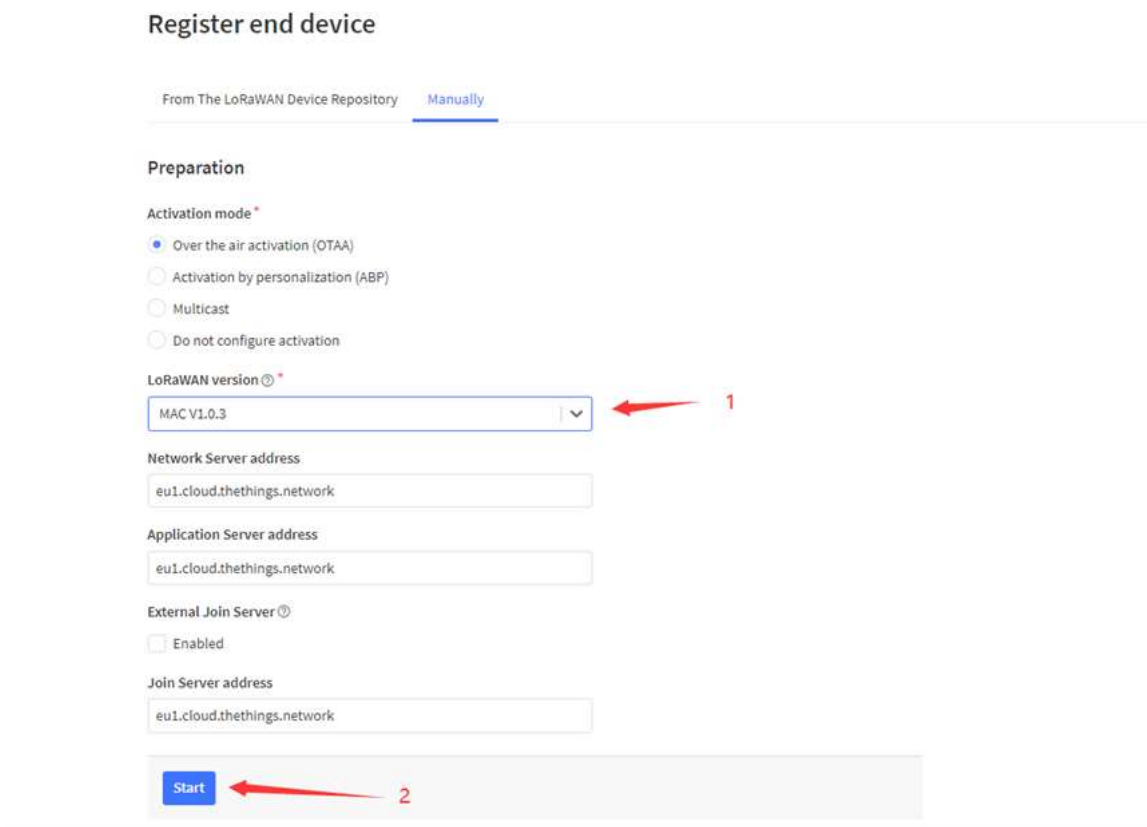 Register end device
From The LoRaWAN Device Repository Manually
Preparation
Activation mode *
Over the air activation (OTAA)
Activation by personalization (ABP)
Multicast
Do not configure activation
LoRaWAN version ? *
MAC V1.0.3
1
Network Server address
eu1.cloud.thethings.network
Application Server address
eu1.cloud.thethings.network
External Join Server ?
Enabled
Join Server address
eu1.cloud.thethings.network
Start
2